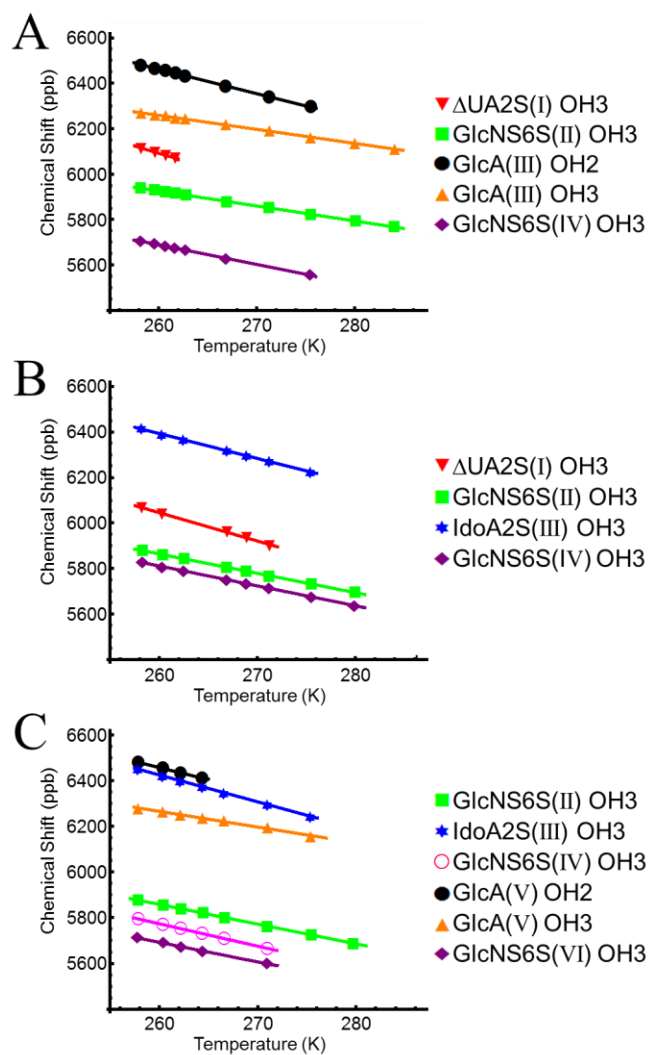 A
Chemical Shift (ppb)
6600
6400
6200
6000
5800
5600
260 270 280
Temperature (K)
ΔUA2S(I) OH3
GlcNS6S(II) OH3
GlcA(III) OH2
GlcA(III) OH3
GlcNS6S(IV) OH3
B
Chemical Shift (ppb)
6600
6400
6200
6000
5800
5600
260 270 280
Temperature (K)
ΔUA2S(I) OH3
GlcNS6S(II) OH3
IdoA2S(III) OH3
GlcNS6S(IV) OH3
C
Chemical Shift (ppb)
6600
6400
6200
6000
5800
5600
260 270 280
Temperature (K)
GlcNS6S(II) OH3
IdoA2S(III) OH3
GlcNS6S(IV) OH3
GlcA(V) OH2
GlcA(V) OH3
GlcNS6S(VI) OH3